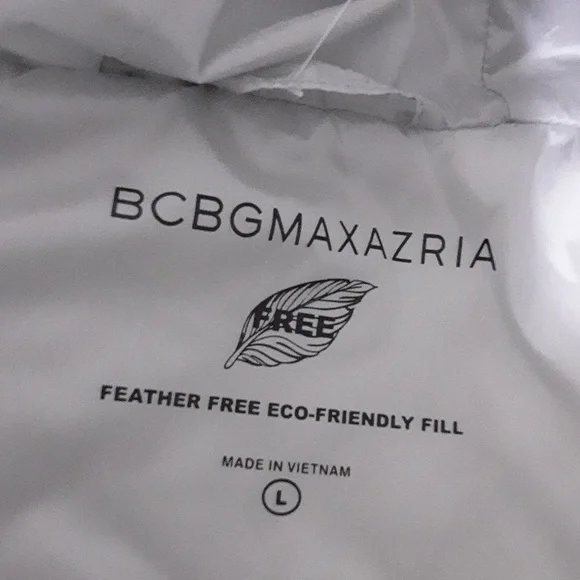 BCBGMAXAZRIA
FREE
FEATHER FREE ECO-FRIENDLY FILL
MADE IN VIETNAM
L